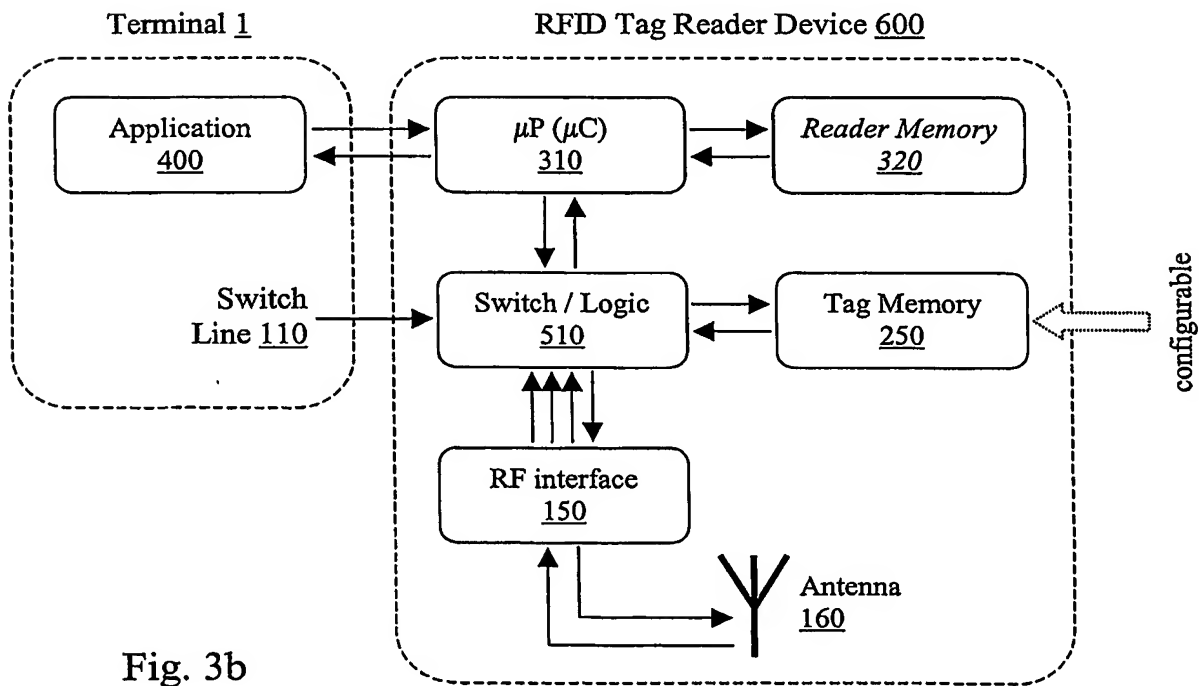 Terminal 1
RFID Tag Reader Device 600
Application
400
μP (μC)
310
Reader Memory
320
Switch
Line 110
Switch / Logic
510
Tag Memory
250
configurable
RF interface
150
Antenna
160
Fig. 3b